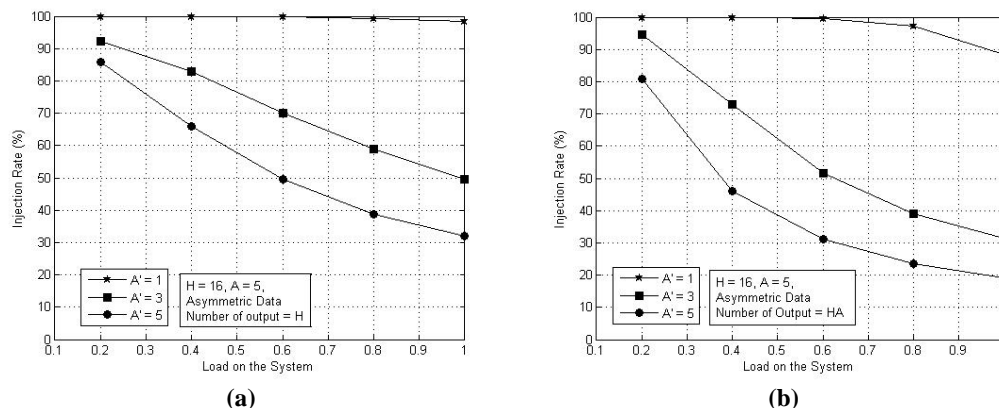 100
90
80
70
60
50
40
30
20
10
0
0.1 0.2 0.3 0.4 0.5 0.6 0.7 0.8 0.9 1
Injection Rate (%)
Load on the System
A' = 1
A' = 3
A' = 5
H = 16, A = 5,
Asymmetric Data
Number of output = H
(a)
100
90
80
70
60
50
40
30
20
10
0
0.1 0.2 0.3 0.4 0.5 0.6 0.7 0.8 0.9
Injection Rate (%)
Load on the System
A' = 1
A' = 3
A' = 5
H = 16, A = 5,
Asymmetric Data
Number of Output = HA
(b)